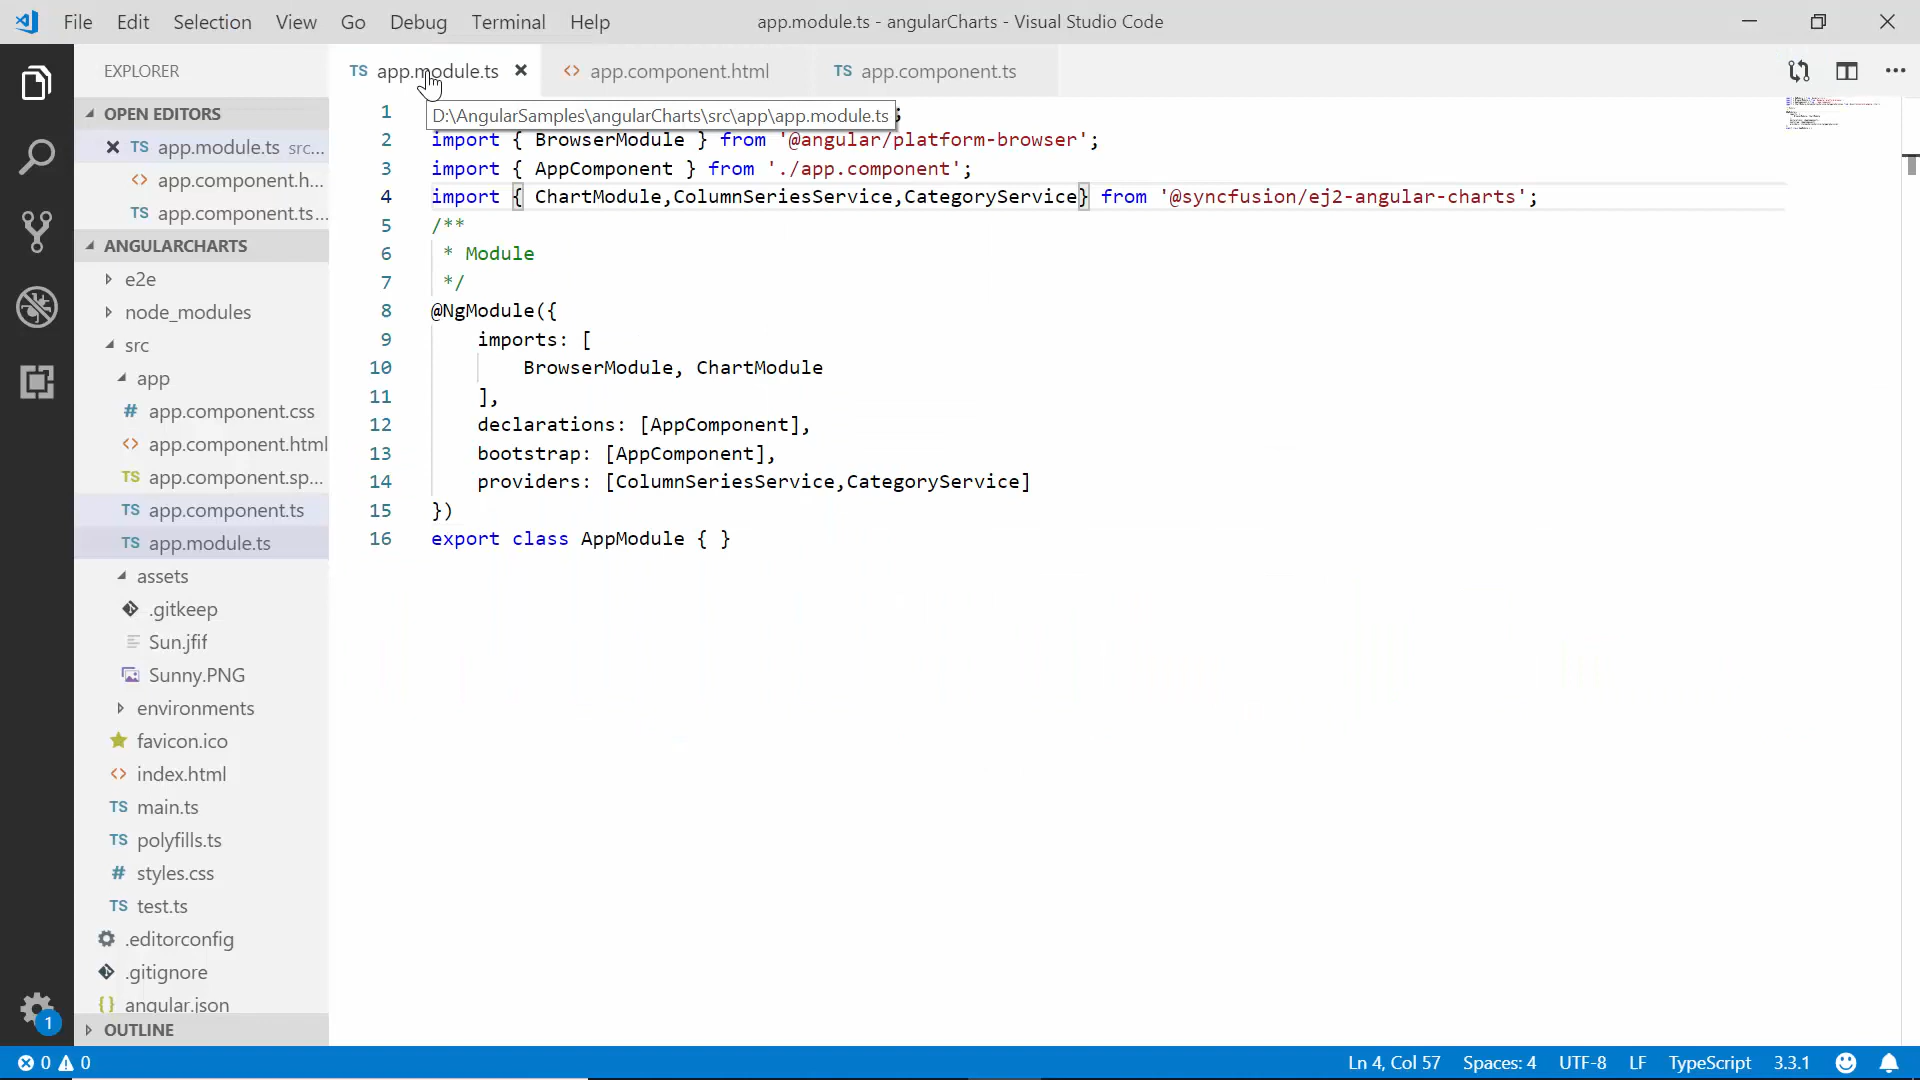 File Edit Selection View Go Debug Terminal Help
app.module.ts - angularCharts - Visual Studio Code
EXPLORER
OPEN EDITORS
TS app.module.ts src...
<> app.component.h...
TS app.component.ts...
ANGULARCHARTS
e2e
node_modules
src
app
# app.component.css
<> app.component.html
TS app.component.sp...
TS app.component.ts
TS app.module.ts
assets
.gitkeep
Sun.jfif
Sunny.PNG
environments
favicon.ico
<> index.html
TS main.ts
TS polyfills.ts
# styles.css
TS test.ts
.editorconfig
.gitignore
{} angular.json
OUTLINE
TS app.module.ts <> app.component.html TS app.component.ts
D:\AngularSamples\angularCharts\src\app\app.module.ts
1 ;
2 import { BrowserModule } from '@angular/platform-browser';
3 import { AppComponent } from './app.component';
4 import { ChartModule,ColumnSeriesService,CategoryService} from '@syncfusion/ej2-angular-charts';
5 /**
6 * Module
7 */
8 @NgModule({
9 imports: [
10 BrowserModule, ChartModule
11 ],
12 declarations: [AppComponent],
13 bootstrap: [AppComponent],
14 providers: [ColumnSeriesService,CategoryService]
15 })
16 export class AppModule { }
1
0 0
Ln 4, Col 57 Spaces: 4 UTF-8 LF TypeScript 3.3.1